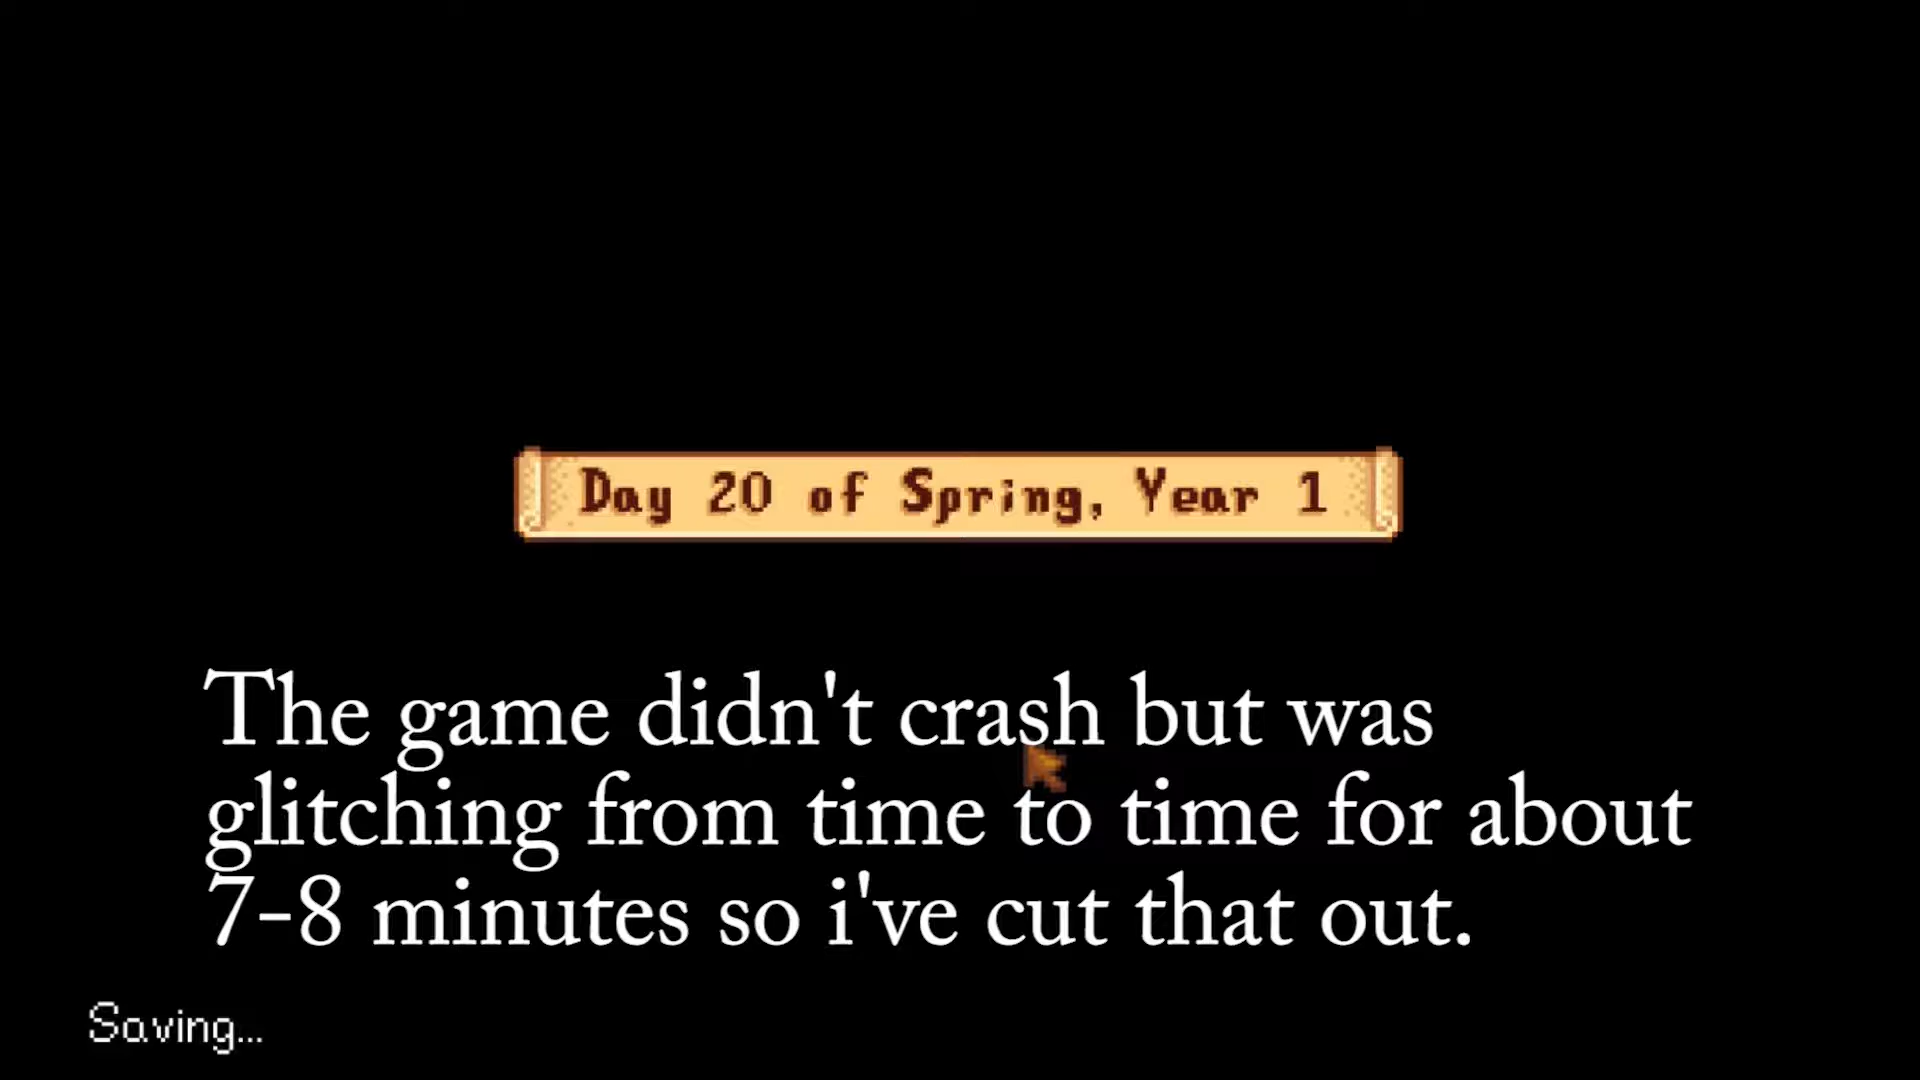 Day 20 of Spring, Year 1
The game didn't crash but was
glitching from time to time for about
7-8 minutes so i've cut that out.
Saving...